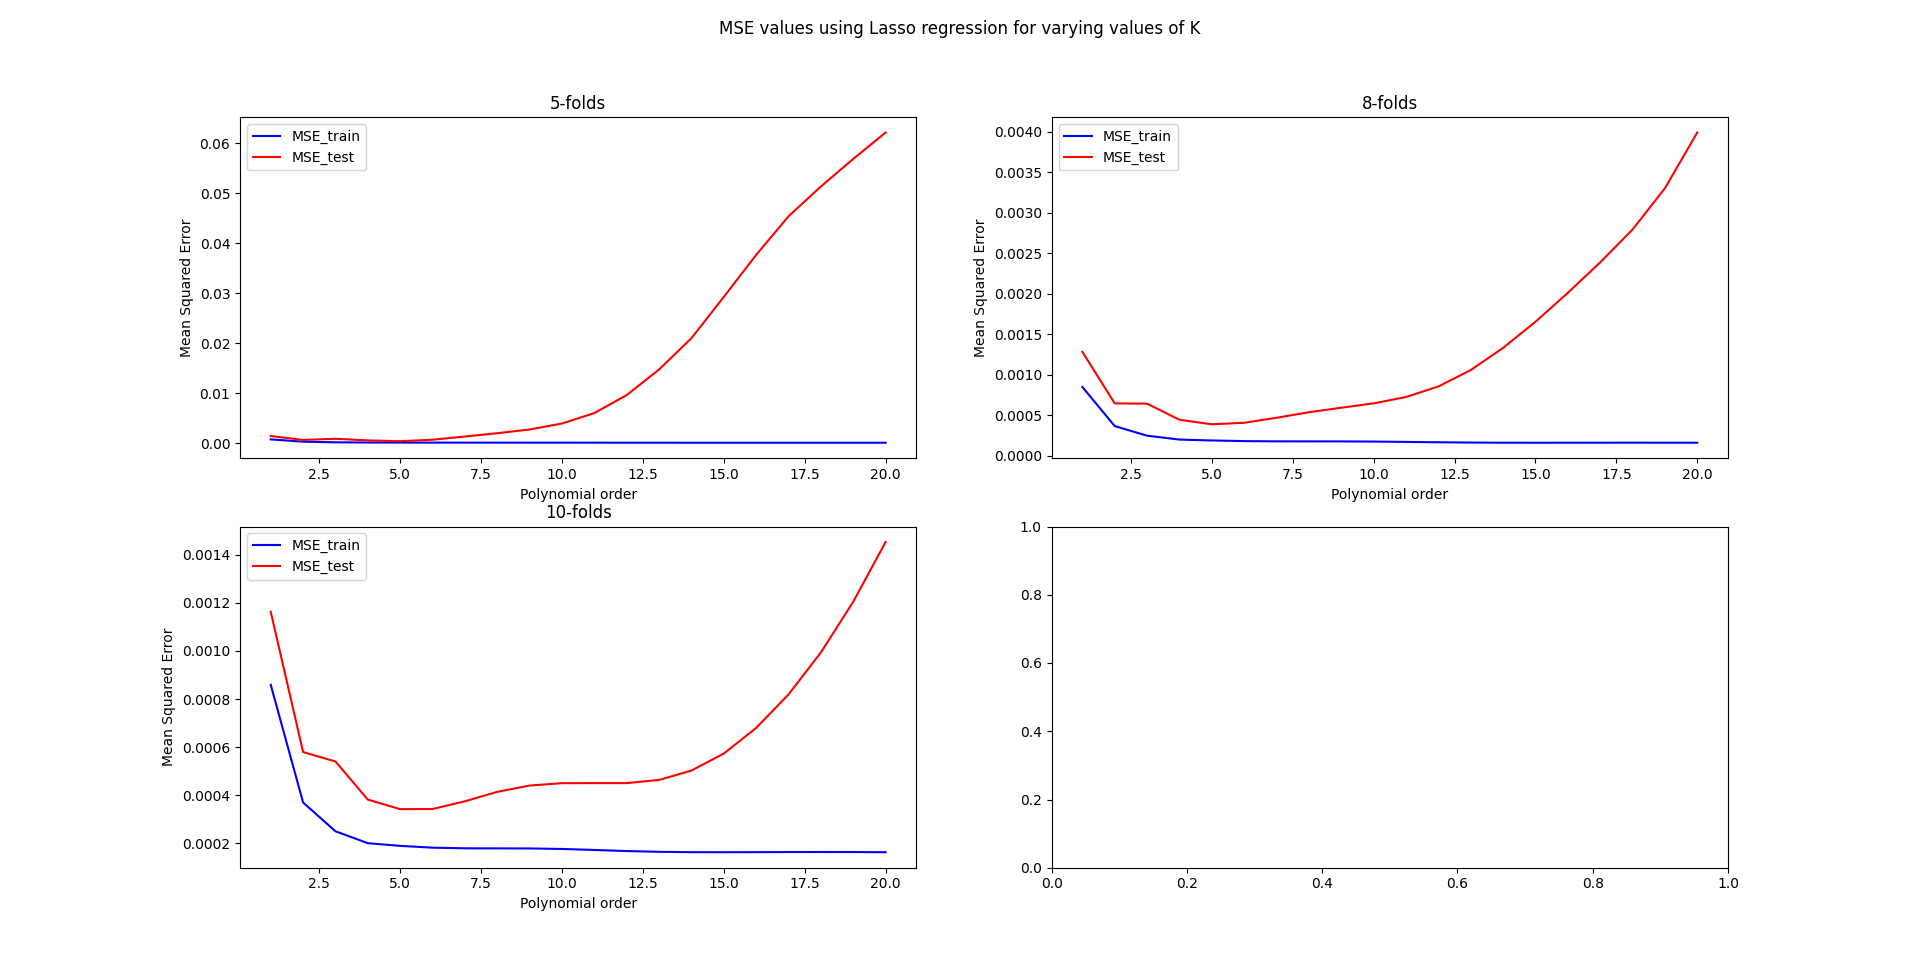 MSE values using Lasso regression for varying values of K
5-folds
MSE_train
MSE_test
0.06
0.05
0.04
0.03
0.02
0.01
0.00
Mean Squared Error
2.5 5.0 7.5 10.0 12.5 15.0 17.5 20.0
Polynomial order
8-folds
MSE_train
MSE_test
0.0040
0.0035
0.0030
0.0025
0.0020
0.0015
0.0010
0.0005
0.0000
Mean Squared Error
2.5 5.0 7.5 10.0 12.5 15.0 17.5 20.0
Polynomial order
10-folds
MSE_train
MSE_test
0.0014
0.0012
0.0010
0.0008
0.0006
0.0004
0.0002
Mean Squared Error
2.5 5.0 7.5 10.0 12.5 15.0 17.5 20.0
Polynomial order
1.0
0.8
0.6
0.4
0.2
0.0
0.0 0.2 0.4 0.6 0.8 1.0